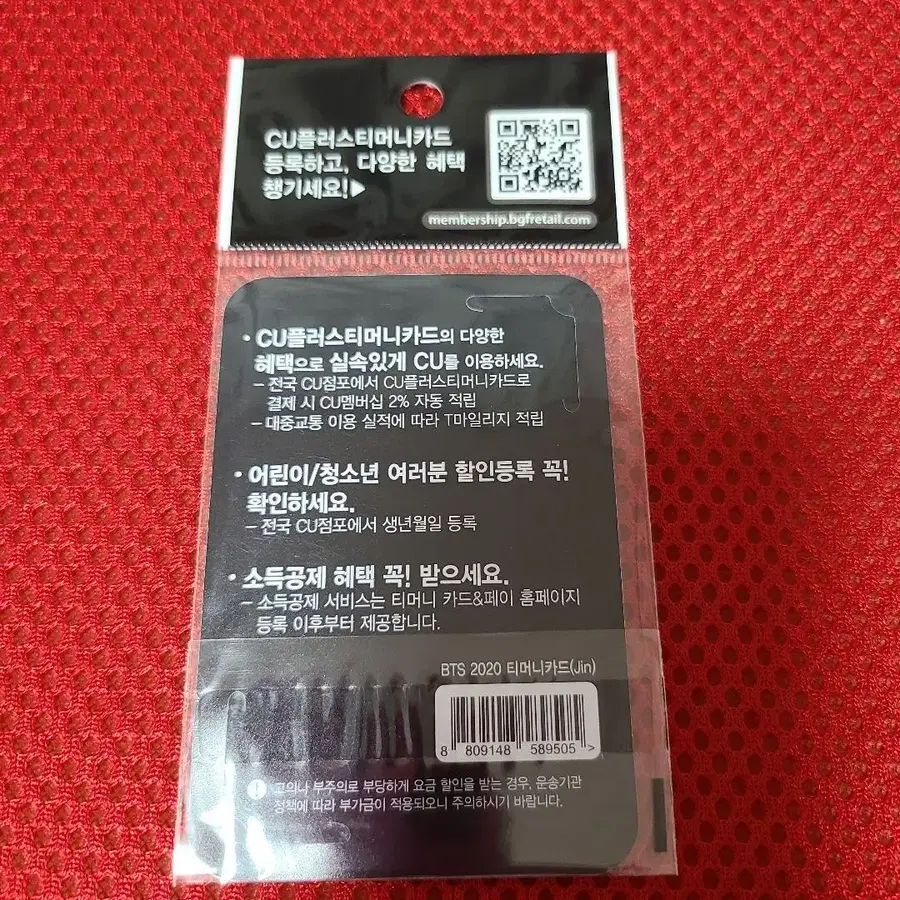 CU플러스티머니카드
등록하고, 다양한 혜택
챙기세요!▶
membership.bgfretail.com
• CU플러스티머니카드의 다양한
혜택으로 실속있게 CU를 이용하세요.
– 전국 CU점포에서 CU플러스티머니카드로
결제 시 CU멤버십 2% 자동 적립
– 대중교통 이용 실적에 따라 T마일리지 적립
• 어린이/청소년 여러분 할인등록 꼭!
확인하세요.
– 전국 CU점포에서 생년월일 등록
• 소득공제 혜택 꼭! 받으세요.
– 소득공제 서비스는 티머니 카드&페이 홈페이지
등록 이후부터 제공합니다.
BTS 2020 티머니카드(Jin)
8 809148 589505 >
! 고의나 부주의로 부당하게 요금 할인을 받는 경우, 운송기관
정책에 따라 부가금이 적용되오니 주의하시기 바랍니다.